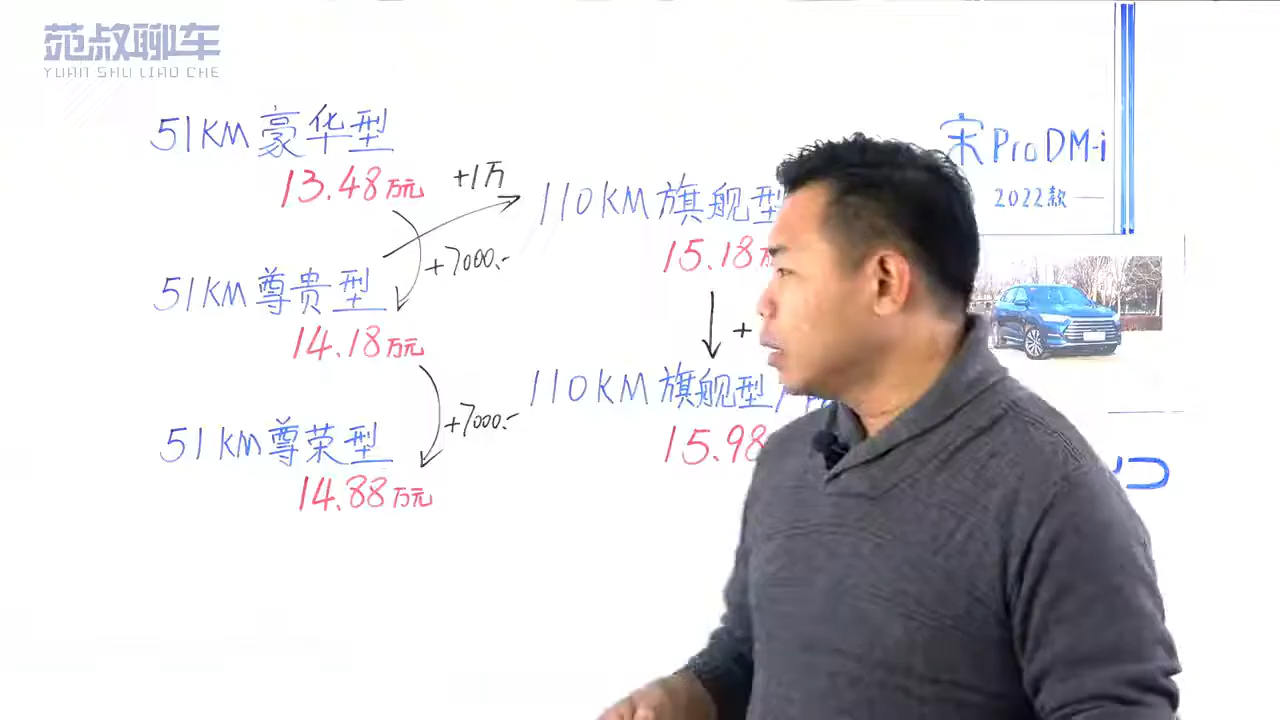 苑叔聊车
YUAN SHU LIAO CHE
51KM豪华型
13.48万元
+1万
+7000.-
51KM尊贵型
14.18万元
+7000.-
51KM尊荣型
14.88万元
110KM旗舰型
15.18万
+
110KM旗舰型
15.98
宋ProDM-i
2022款